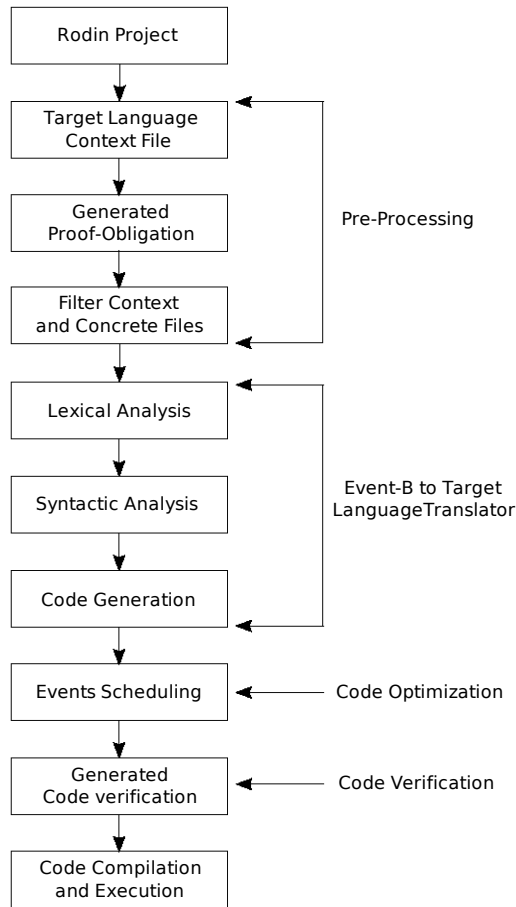 Rodin Project
Target Language
Context File
Generated
Proof-Obligation
Pre-Processing
Filter Context
and Concrete Files
Lexical Analysis
Syntactic Analysis
Event-B to Target
LanguageTranslator
Code Generation
Events Scheduling
Code Optimization
Generated
Code verification
Code Verification
Code Compilation
and Execution